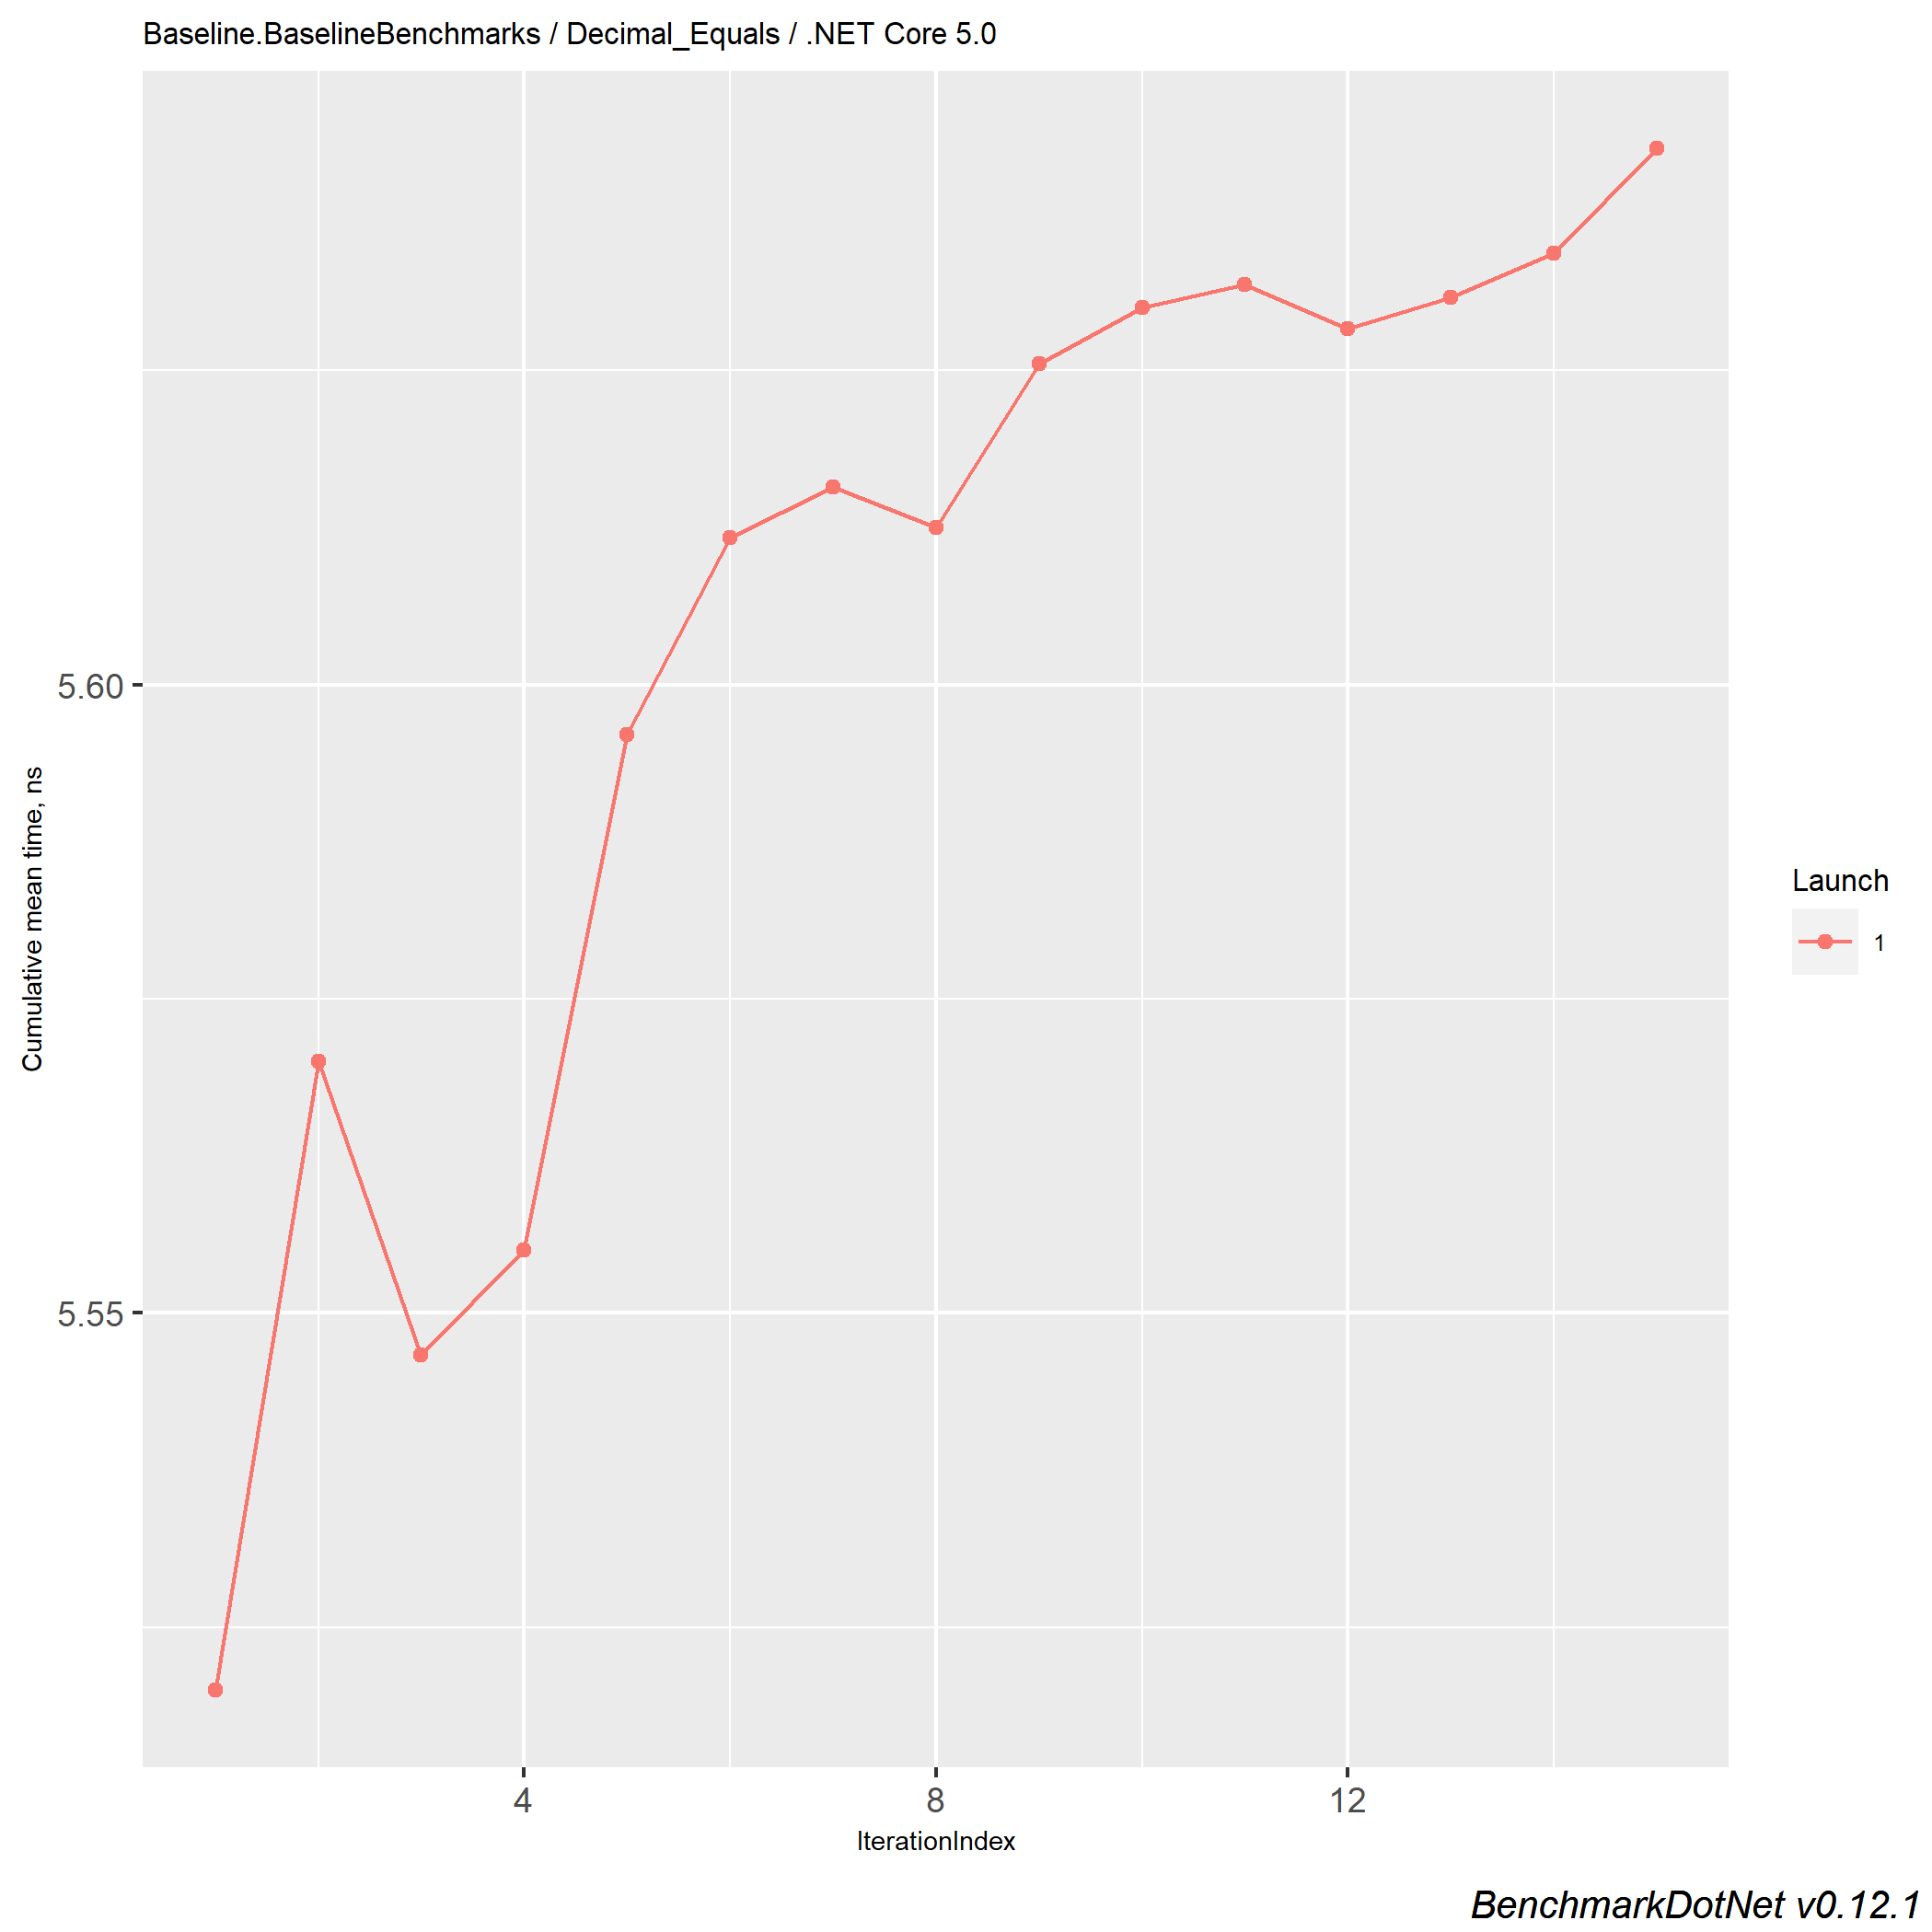 Baseline.BaselineBenchmarks / Decimal_Equals / .NET Core 5.0
Cumulative mean time, ns
5.60
5.55
4
8
12
IterationIndex
Launch
1
BenchmarkDotNet v0.12.1